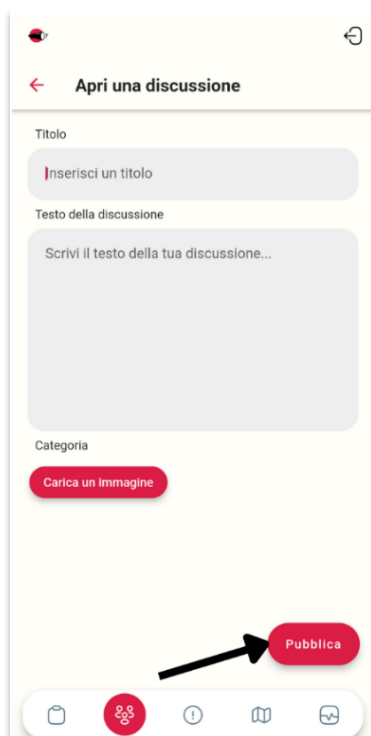 Apri una discussione
Titolo
Inserisci un titolo
Testo della discussione
Scrivi il testo della tua discussione...
Categoria
Carica un immagine
Pubblica